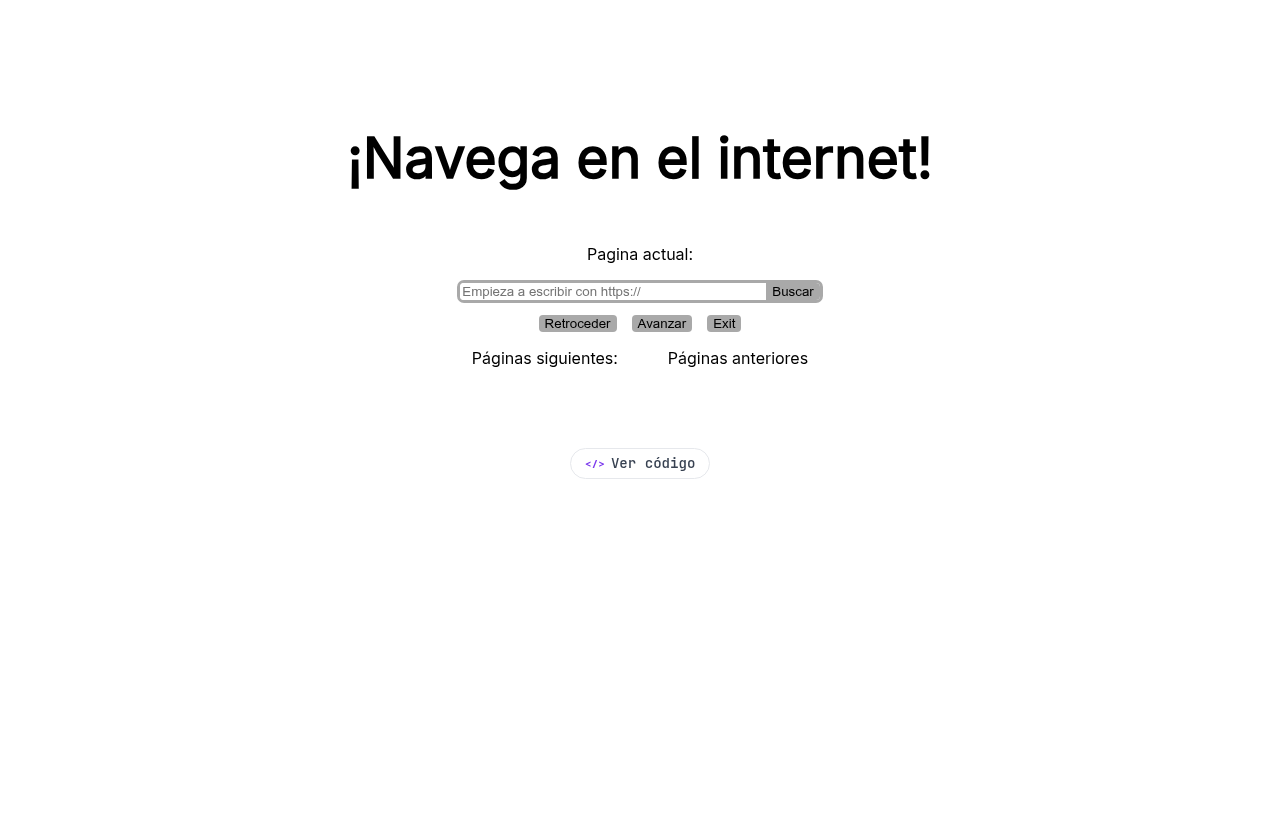 ¡Navega en el internet!
Pagina actual:
Empieza a escribir con https:// Buscar
Retroceder Avanzar Exit
Páginas siguientes: Páginas anteriores
</> Ver código